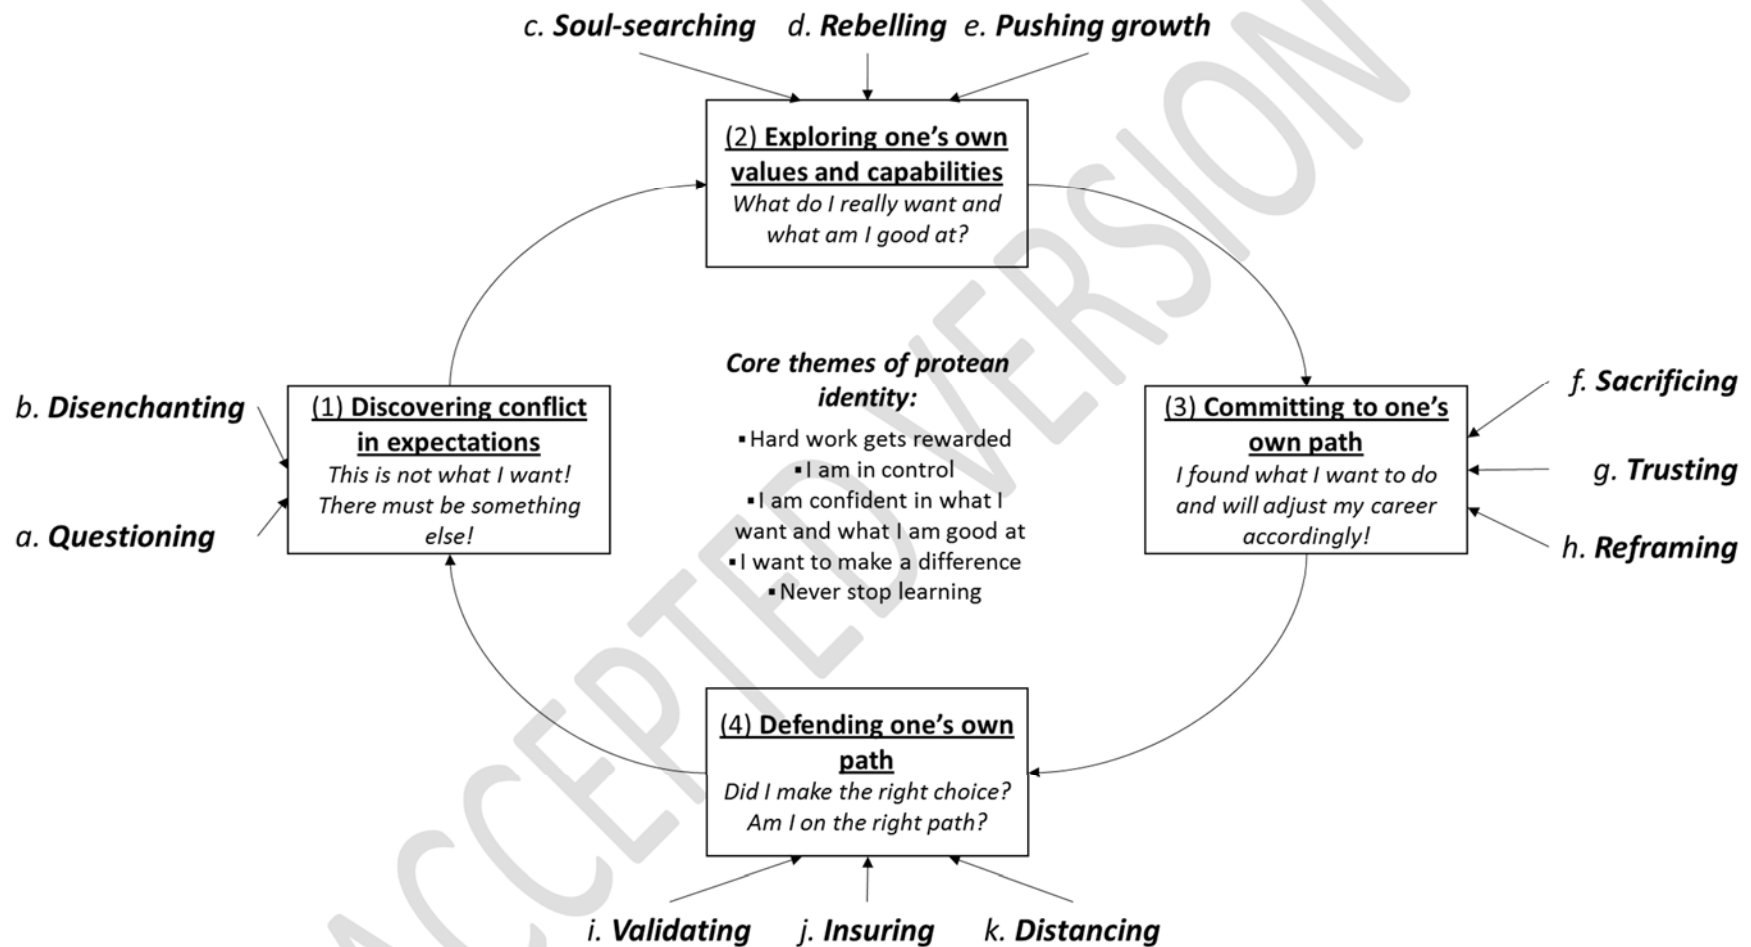 c. Soul-searching d. Rebelling e. Pushing growth
(2) Exploring one's own
values and capabilities
What do I really want and
what am I good at?
b. Disenchanting
a. Questioning
(1) Discovering conflict
in expectations
This is not what I want!
There must be something
else!
Core themes of protean
identity:
▪Hard work gets rewarded
▪I am in control
▪I am confident in what I
want and what I am good at
▪I want to make a difference
▪Never stop learning
(3) Committing to one's
own path
I found what I want to do
and will adjust my career
accordingly!
f. Sacrificing
g. Trusting
h. Reframing
(4) Defending one's own
path
Did I make the right choice?
Am I on the right path?
i. Validating j. Insuring k. Distancing
ACCEPTED VERSION